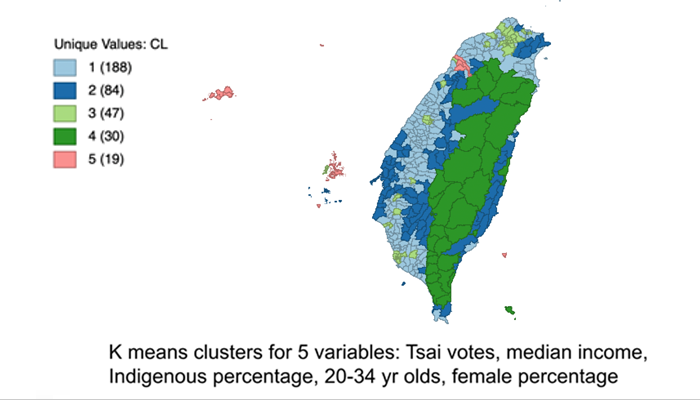 Unique Values: CL
1 (188)
2 (84)
3 (47)
4 (30)
5 (19)
K means clusters for 5 variables: Tsai votes, median income,
Indigenous percentage, 20-34 yr olds, female percentage